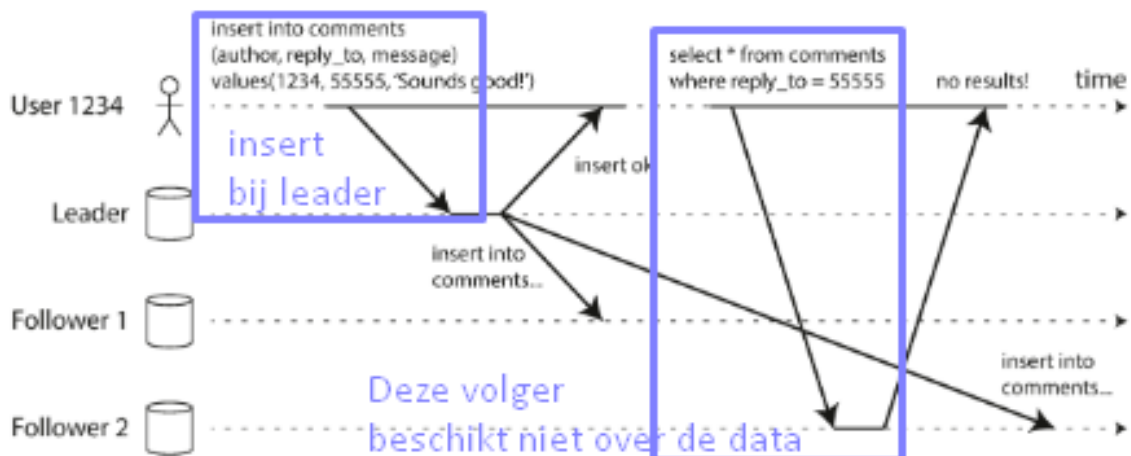 insert into comments
(author, reply_to, message)
values(1234, 55555, ‘Sounds good!’)
select * from comments
where reply_to = 55555
no results!
time
User 1234
insert
bij leader
insert ok
Leader
insert into
comments...
Follower 1
insert into
comments...
Deze volger
beschikt niet over de data
Follower 2